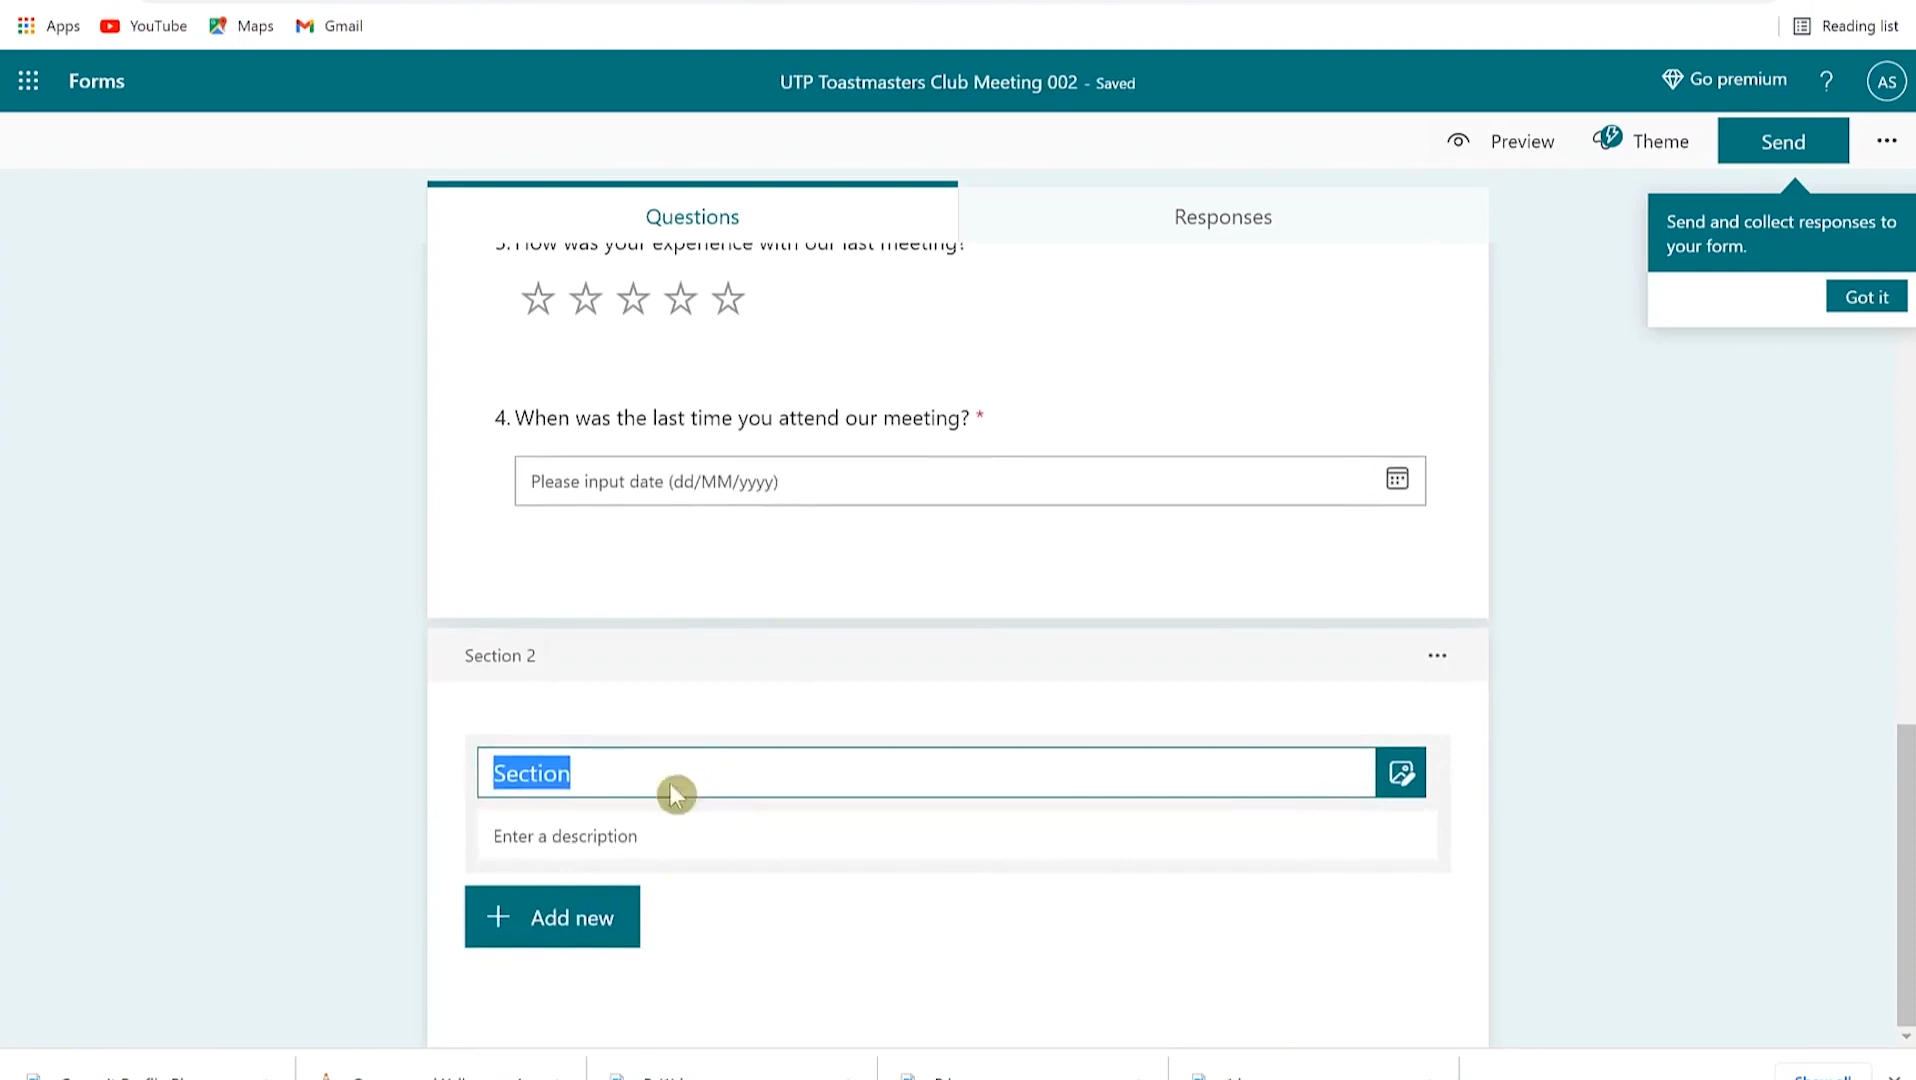 Apps YouTube Maps Gmail Reading list
Forms UTP Toastmasters Club Meeting 002 - Saved Go premium ? AS
Preview Theme Send ...
Questions Responses
Send and collect responses to
your form.
Got it
3. How was your experience with our last meeting?
4. When was the last time you attend our meeting? *
Please input date (dd/MM/yyyy)
Section 2 ...
Section
Enter a description
+ Add new